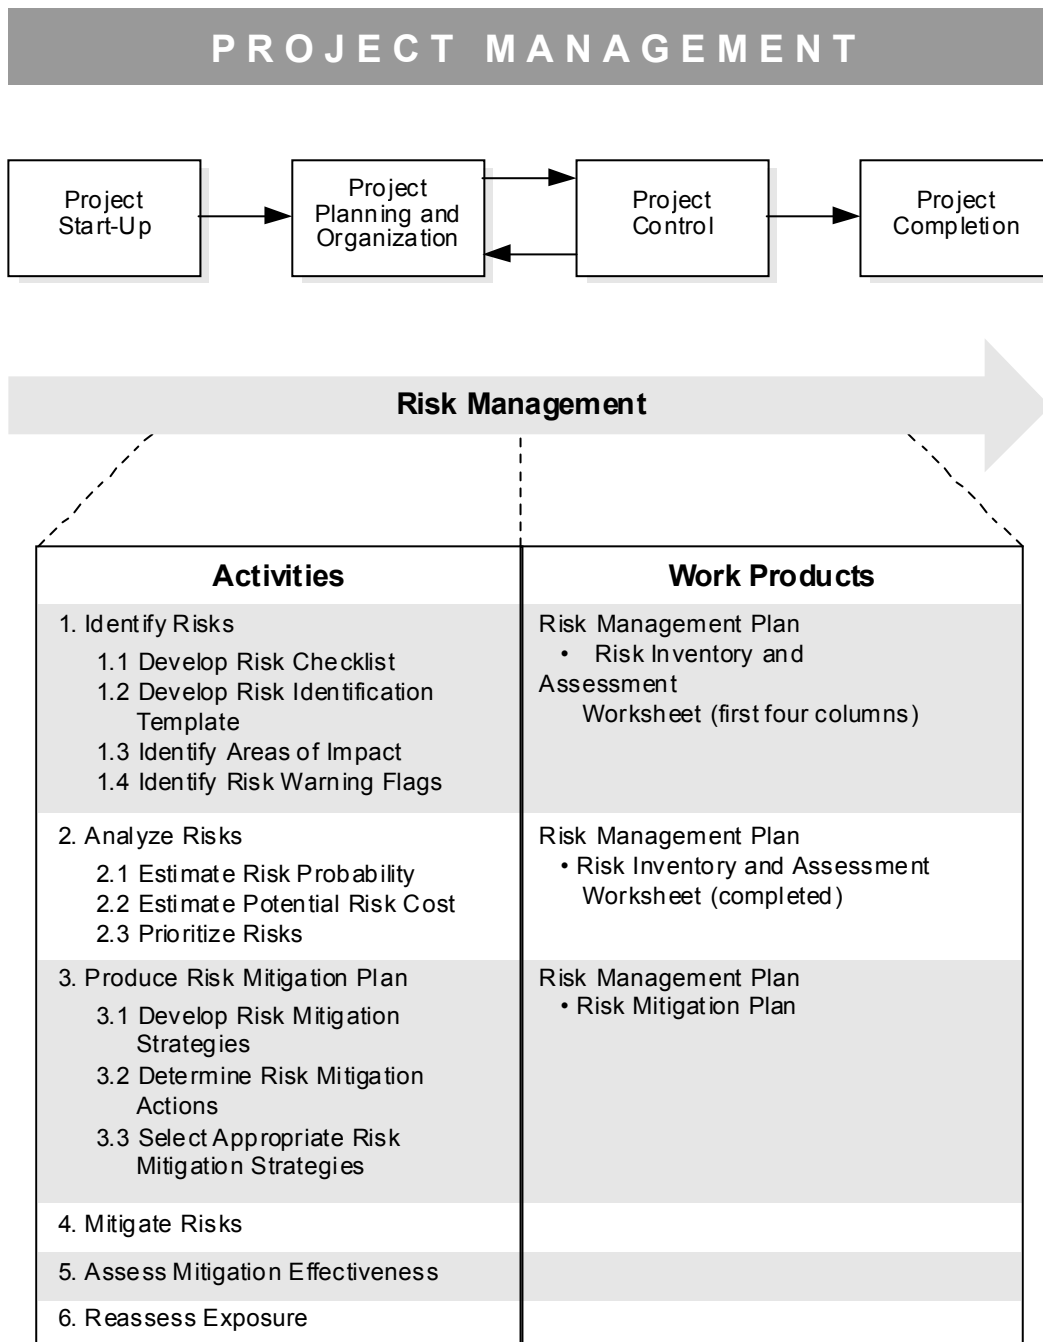 PROJECT MANAGEMENT
Project
Start-Up
Project
Planning and
Organization
Project
Control
Project
Completion
Risk Management
Activities
Work Products
1. Identify Risks
1.1 Develop Risk Checklist
1.2 Develop Risk Identification
Template
1.3 Identify Areas of Impact
1.4 Identify Risk Warning Flags
Risk Management Plan
• Risk Inventory and
Assessment
Worksheet (first four columns)
2. Analyze Risks
2.1 Estimate Risk Probability
2.2 Estimate Potential Risk Cost
2.3 Prioritize Risks
Risk Management Plan
• Risk Inventory and Assessment
Worksheet (completed)
3. Produce Risk Mitigation Plan
3.1 Develop Risk Mitigation
Strategies
3.2 Determine Risk Mitigation
Actions
3.3 Select Appropriate Risk
Mitigation Strategies
Risk Management Plan
• Risk Mitigation Plan
4. Mitigate Risks
5. Assess Mitigation Effectiveness
6. Reassess Exposure